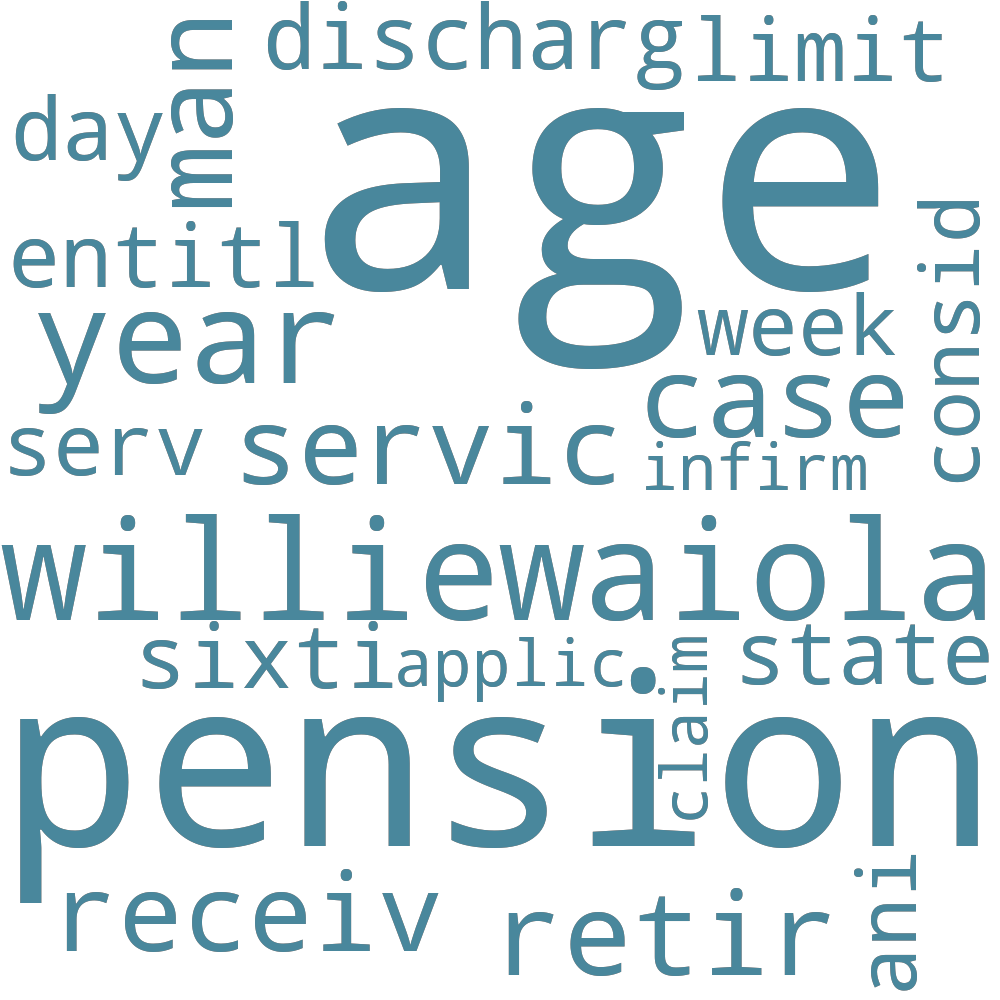 discharg limit
man
day
age
entitl
consid
year
week
case
serv servic
infirm
williewaiola
sixti applic state
claim
pension
receiv retir
ani